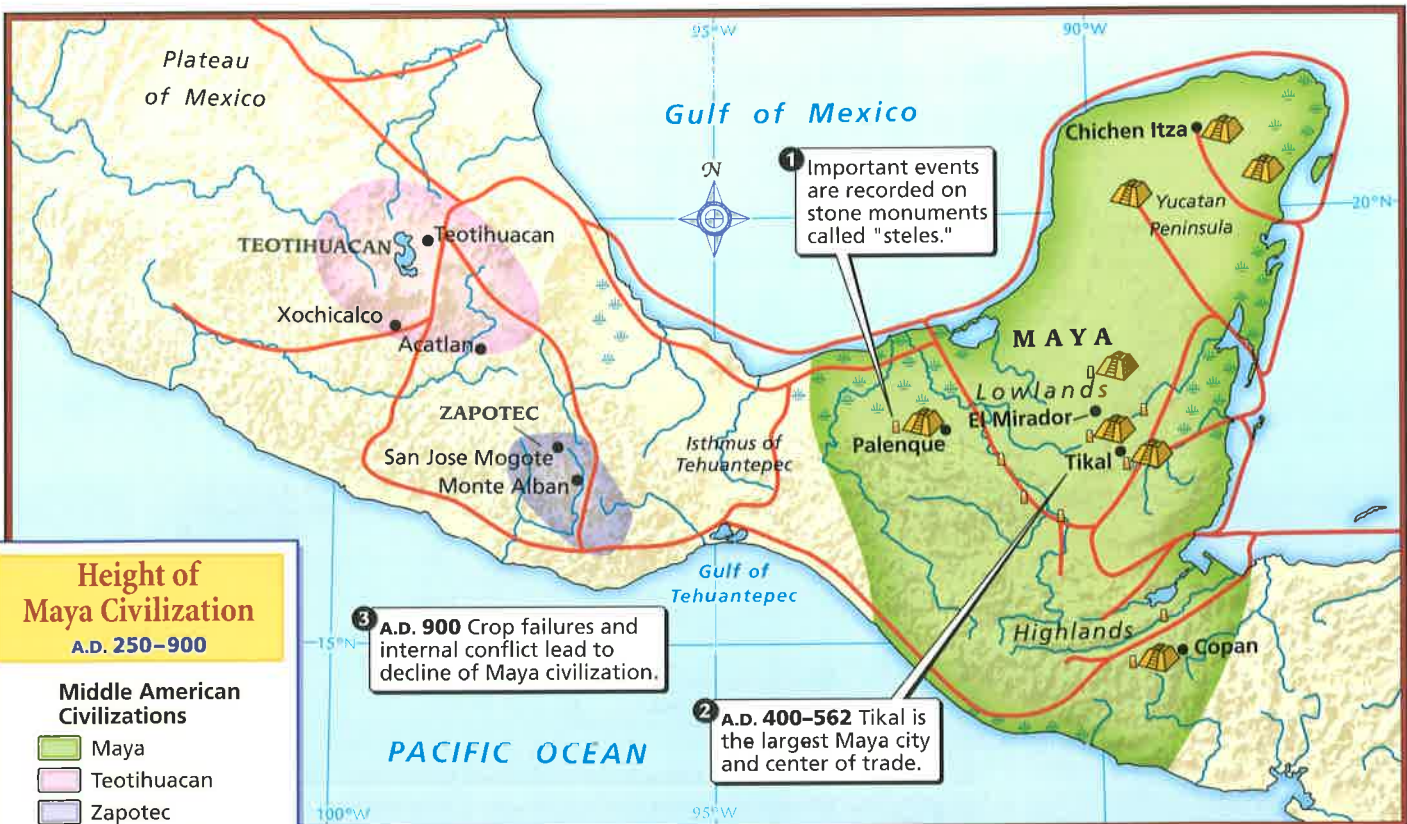 95°W
90°W
Plateau
of Mexico
Gulf of Mexico
Chichen Itza
N
1
Important events
are recorded on
stone monuments
called "steles."
Yucatan
Peninsula
20°N
TEOTIHUACAN
Teotihuacan
Xochicalco
Acatlan
MAYA
Lowlands
El Mirador
Palenque
Tikal
ZAPOTEC
San Jose Mogote
Monte Alban
Isthmus of
Tehuantepec
Gulf of
Tehuantepec
Height of
Maya Civilization
A.D. 250–900
Middle American
Civilizations
Maya
Teotihuacan
Zapotec
15°N
3
A.D. 900 Crop failures and
internal conflict lead to
decline of Maya civilization.
Highlands
Copan
2
A.D. 400–562 Tikal is
the largest Maya city
and center of trade.
PACIFIC OCEAN
100°W
95°W